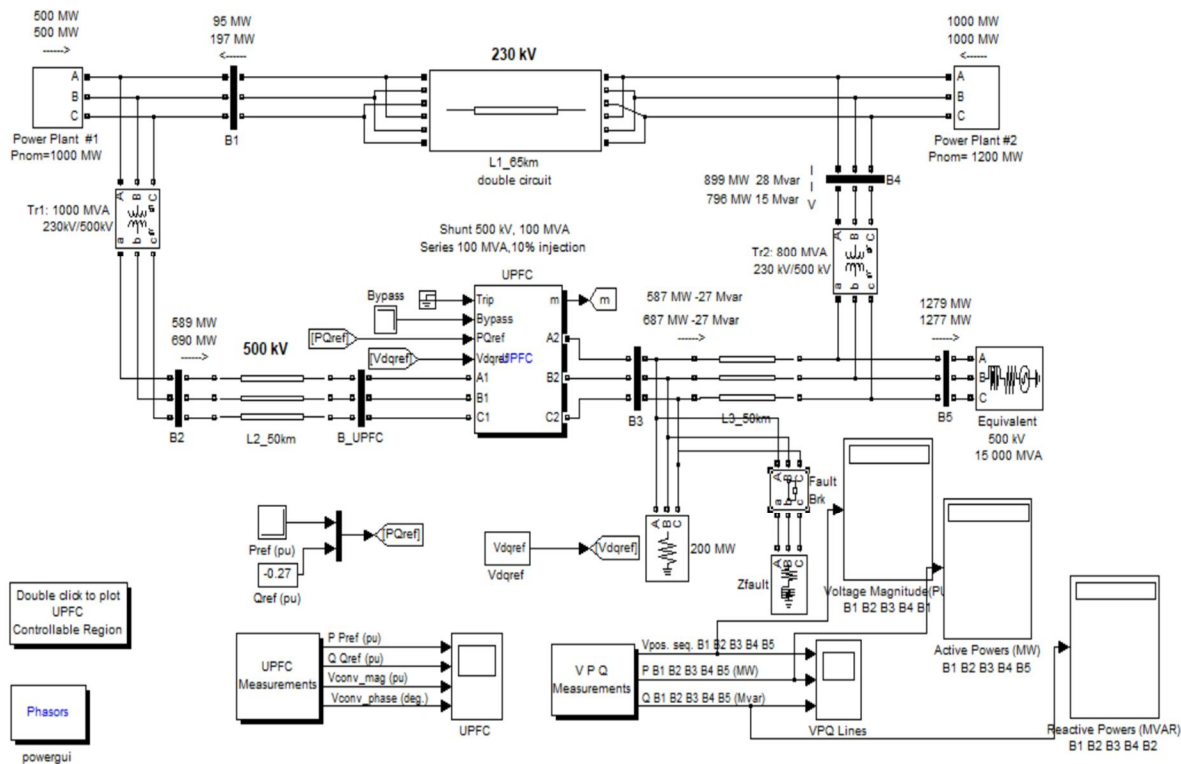 500 MW
500 MW
------>
95 MW
197 MW
<------
230 kV
1000 MW
1000 MW
<------
A
B
C
Power Plant #1
Pnom=1000 MW
B1
L1_65km
double circuit
A
B
C
Power Plant #2
Pnom= 1200 MW
899 MW 28 Mvar
796 MW 15 Mvar
I
I
V
B4
Tr1: 1000 MVA
230kV/500kV
A B C
a b c
Shunt 500 kV, 100 MVA
Series 100 MVA,10% injection
UPFC
Tr2: 800 MVA
230 kV/500 kV
A B C
a b c
Bypass
[PQref]
[Vdqref]
Trip
Bypass
PQref
Vdqref
UPFC
A1
B1
C1
m
A2
B2
C2
m
589 MW
690 MW
------>
500 kV
587 MW -27 Mvar
687 MW -27 Mvar
------>
1279 MW
1277 MW
------>
B2
L2_50km
B_UPFC
B3
L3_50km
B5
A
B
C
Equivalent
500 kV
15 000 MVA
A B C
a b c
Fault
Brk
Pref (pu)
-0.27
Qref (pu)
[PQref]
Vdqref
Vdqref
[Vdqref]
A B C
200 MW
A B C
Zfault
Voltage Magnitude(PU
B1 B2 B3 B4 B1
Active Powers (MW)
B1 B2 B3 B4 B5
Reactive Powers (MVAR)
B1 B2 B3 B4 B2
Double click to plot
UPFC
Controllable Region
Phasors
powergui
UPFC
Measurements
P Pref (pu)
Q Qref (pu)
Vconv_mag (pu)
Vconv_phase (deg.)
UPFC
V P Q
Measurements
Vpos. seq. B1 B2 B3 B4 B5
P B1 B2 B3 B4 B5 (MW)
Q B1 B2 B3 B4 B5 (Mvar)
VPQ Lines